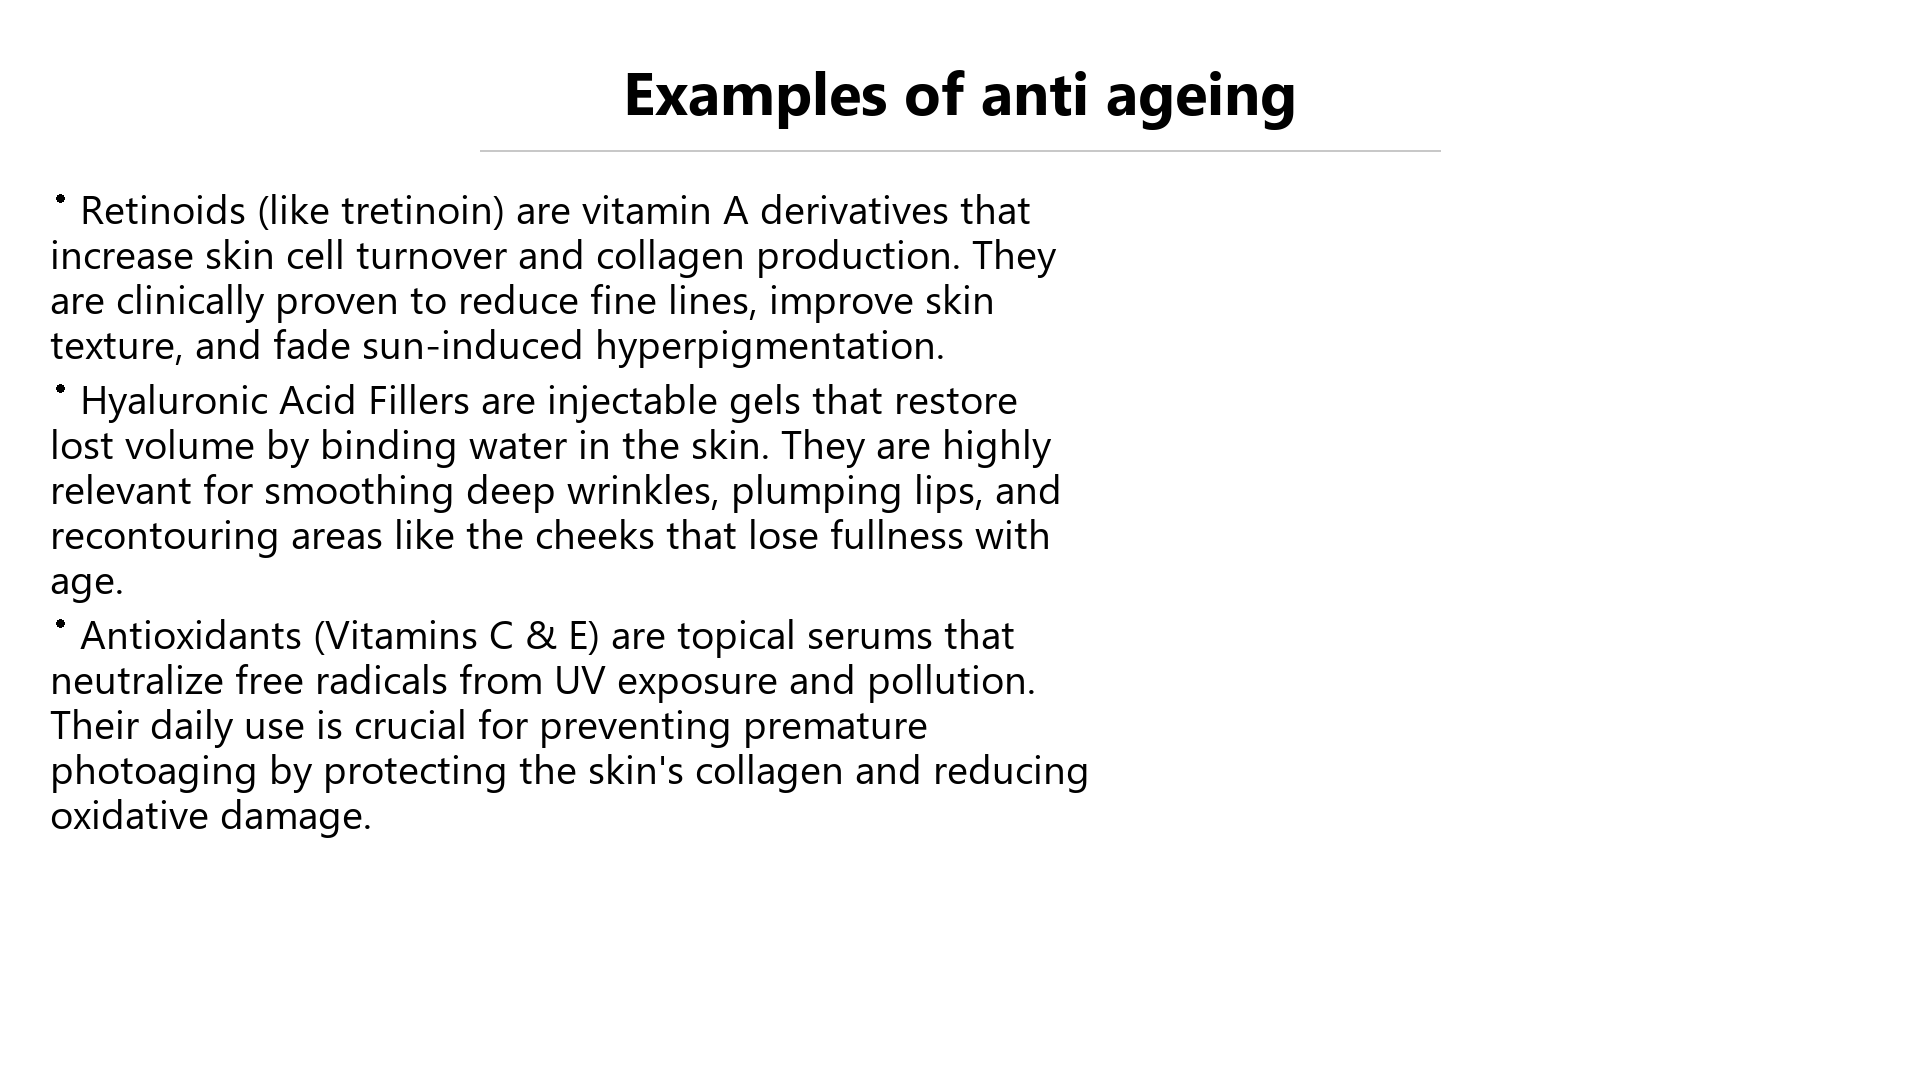 Examples of anti ageing
• Retinoids (like tretinoin) are vitamin A derivatives that
increase skin cell turnover and collagen production. They
are clinically proven to reduce fine lines, improve skin
texture, and fade sun-induced hyperpigmentation.
• Hyaluronic Acid Fillers are injectable gels that restore
lost volume by binding water in the skin. They are highly
relevant for smoothing deep wrinkles, plumping lips, and
recontouring areas like the cheeks that lose fullness with
age.
• Antioxidants (Vitamins C & E) are topical serums that
neutralize free radicals from UV exposure and pollution.
Their daily use is crucial for preventing premature
photoaging by protecting the skin's collagen and reducing
oxidative damage.